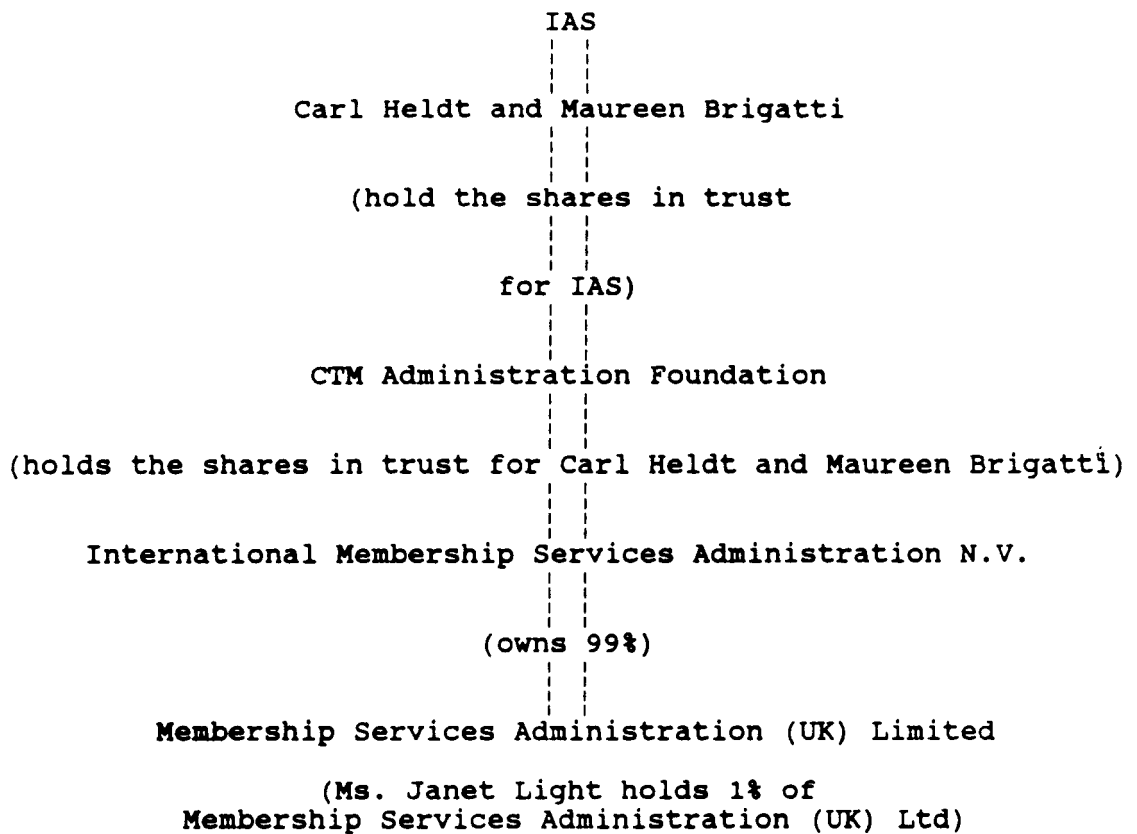 IAS
Carl Heldt and Maureen Brigatti
(hold the shares in trust
for IAS)
CTM Administration Foundation
(holds the shares in trust for Carl Heldt and Maureen Brigatti)
International Membership Services Administration N.V.
(owns 99%)
Membership Services Administration (UK) Limited
(Ms. Janet Light holds 1% of
Membership Services Administration (UK) Ltd)